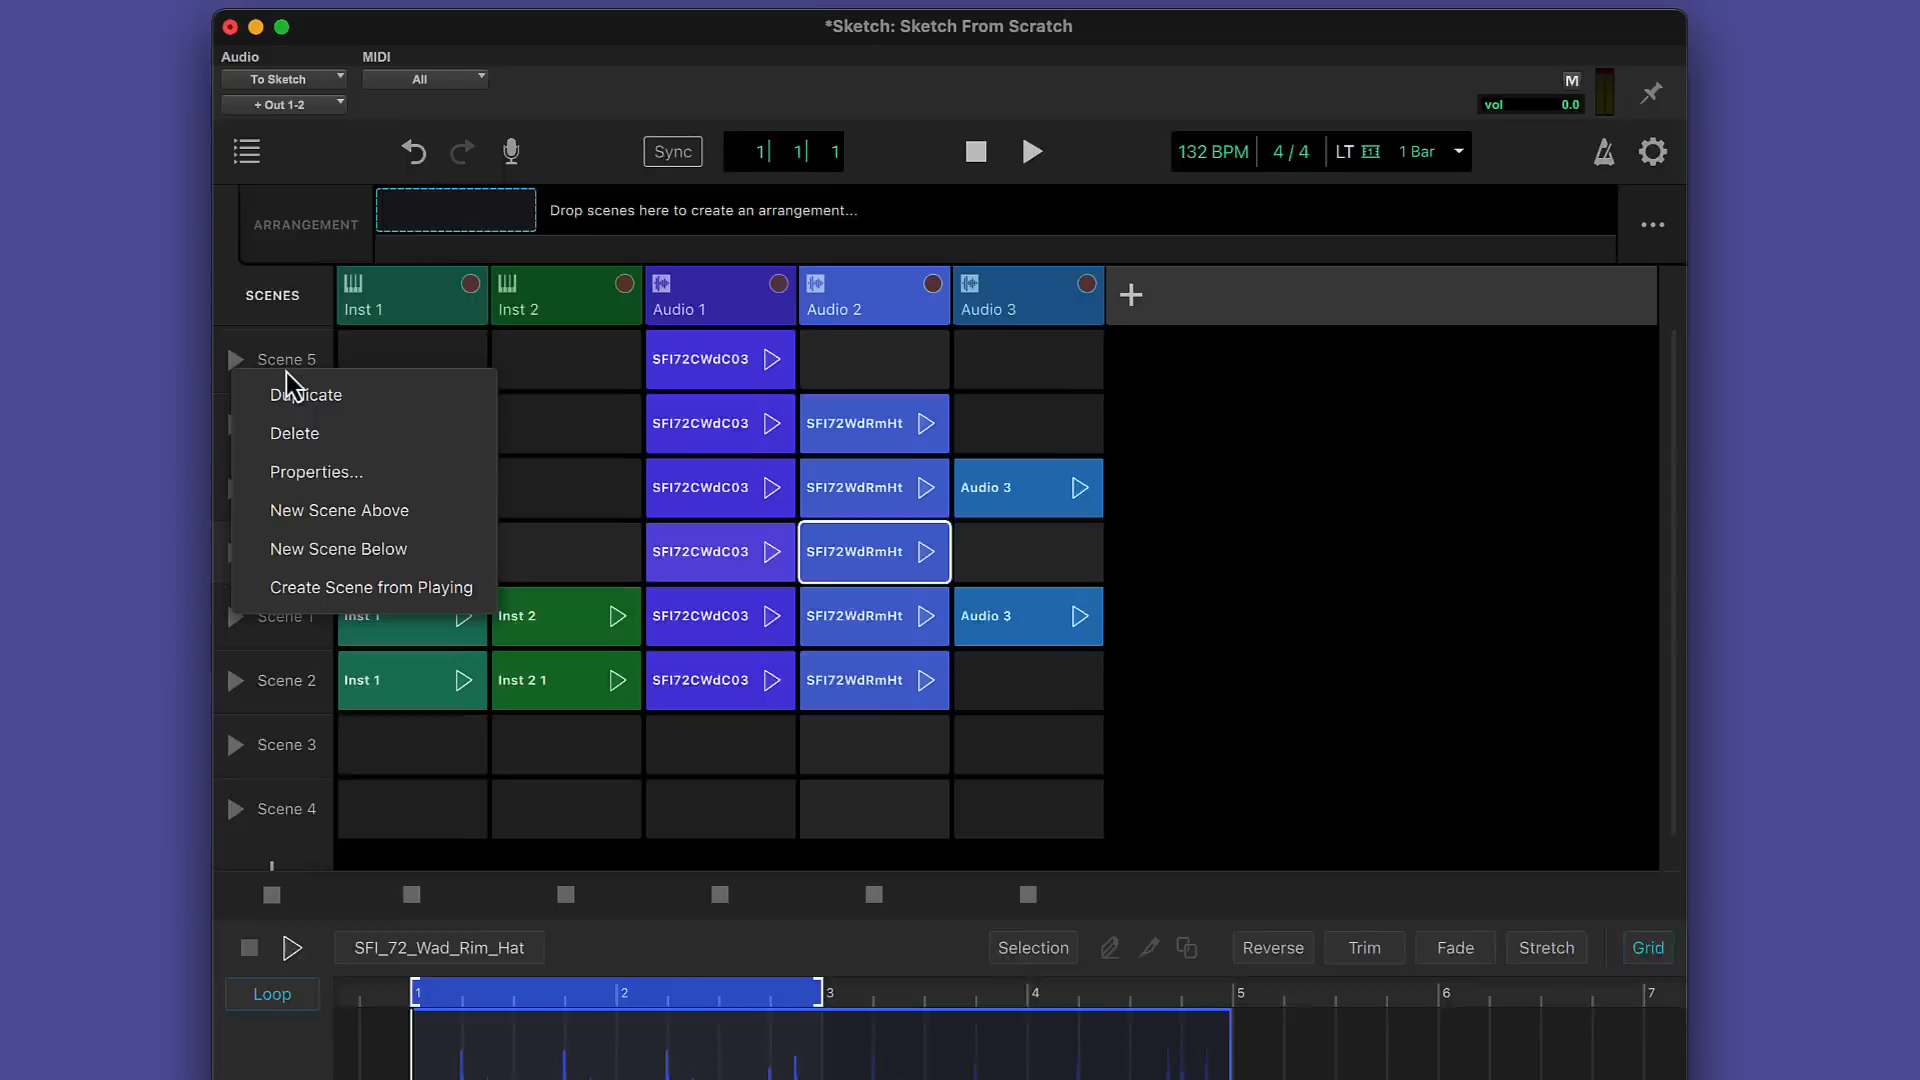 *Sketch: Sketch From Scratch
Audio MIDI
To Sketch All M
+ Out 1-2 vol 0.0
Sync 1| 1| 1 132 BPM 4 / 4 LT 1 Bar
ARRANGEMENT Drop scenes here to create an arrangement...
SCENES Inst 1 Inst 2 Audio 1 Audio 2 Audio 3
Scene 5 SFI72CWdC03
Duplicate
SFI72CWdC03 SFI72WdRmHt
Delete
Properties...
SFI72CWdC03 SFI72WdRmHt Audio 3
New Scene Above
New Scene Below
SFI72CWdC03 SFI72WdRmHt
Create Scene from Playing
Scene 1 Inst 1 Inst 2 SFI72CWdC03 SFI72WdRmHt Audio 3
Scene 2 Inst 1 Inst 2 1 SFI72CWdC03 SFI72WdRmHt
Scene 3
Scene 4
SFI_72_Wad_Rim_Hat Selection Reverse Trim Fade Stretch Grid
Loop 1 2 3 4 5 6 7